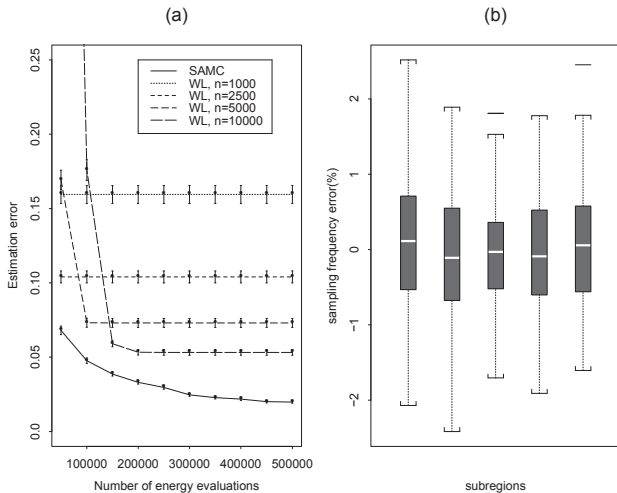 (a)
Estimation error
0.0
0.05
0.10
0.15
0.20
0.25
SAMC
WL, n=1000
WL, n=2500
WL, n=5000
WL, n=10000
100000
200000
300000
400000
500000
Number of energy evaluations
(b)
sampling frequency error(%)
−2
−1
0
1
2
subregions